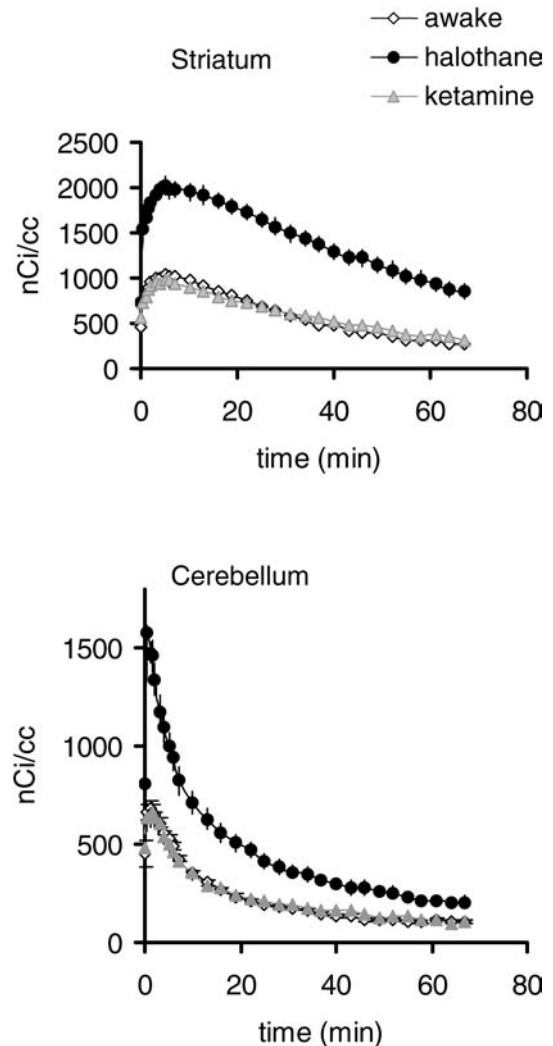 awake
halothane
ketamine
Striatum
2500
2000
1500
1000
500
0
nCi/cc
0 20 40 60 80
time (min)
Cerebellum
1500
1000
500
0
nCi/cc
0 20 40 60 80
time (min)